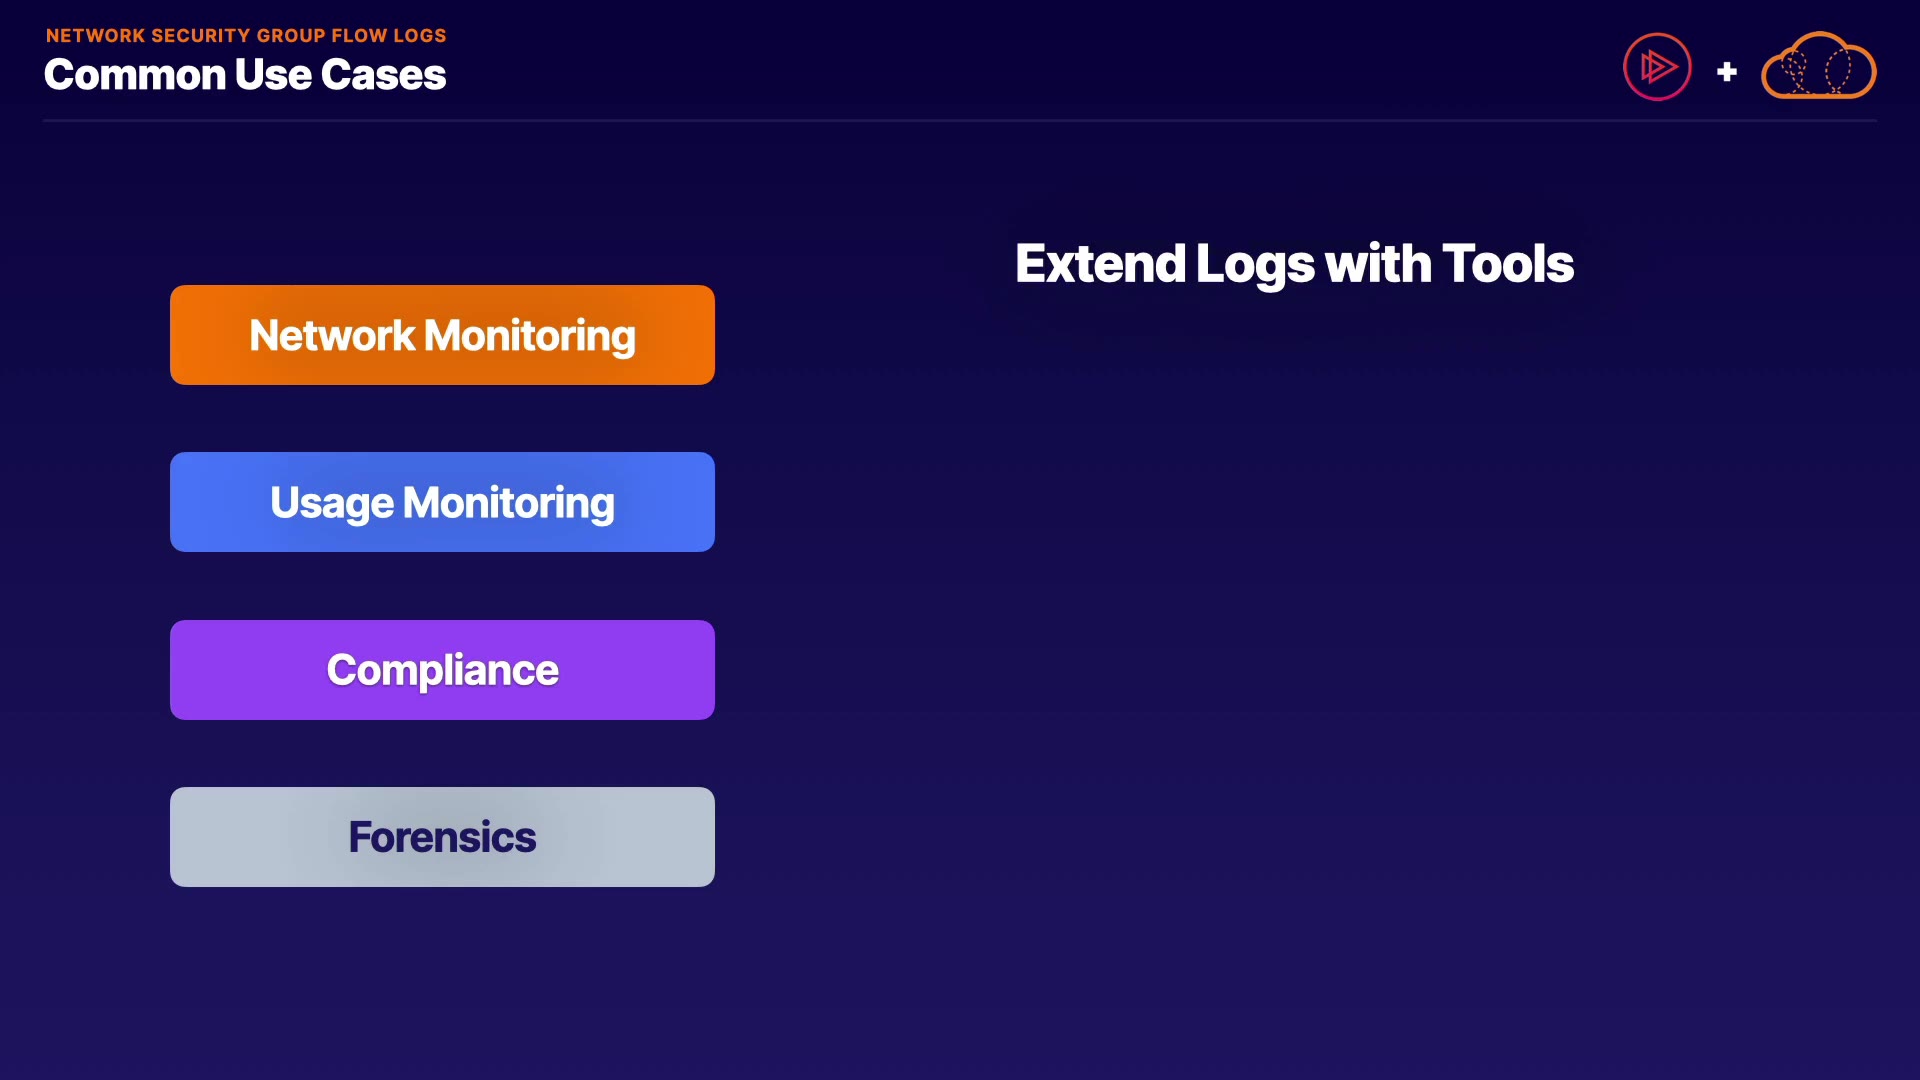 NETWORK SECURITY GROUP FLOW LOGS
Common Use Cases
+
Extend Logs with Tools
Network Monitoring
Usage Monitoring
Compliance
Forensics